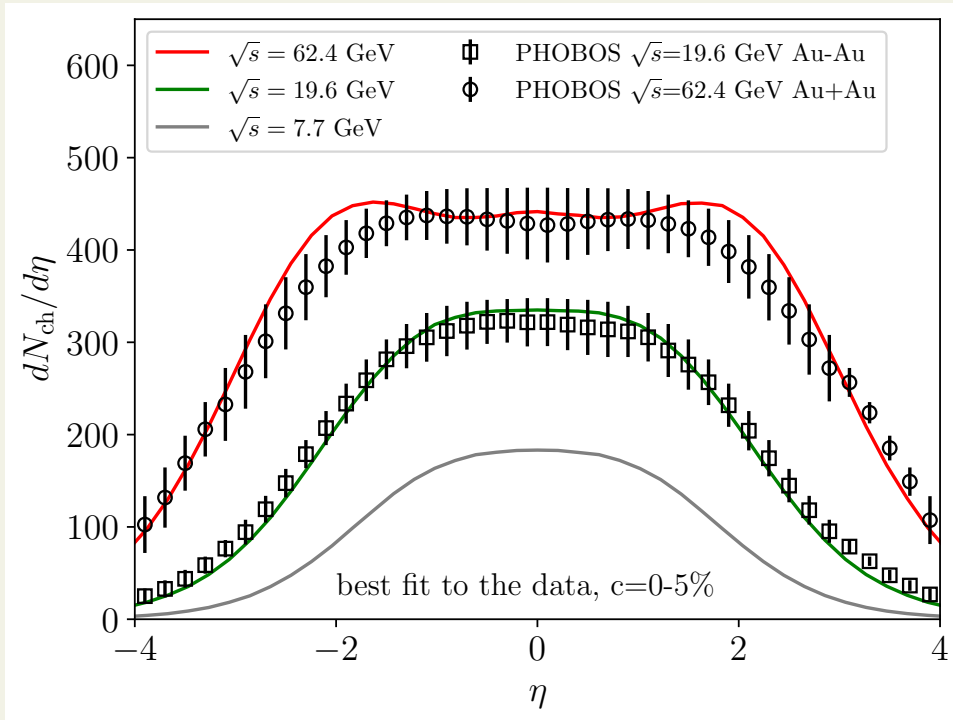 600
500
400
300
200
100
0
dN_ch/dη
√s = 62.4 GeV
√s = 19.6 GeV
√s = 7.7 GeV
PHOBOS √s=19.6 GeV Au-Au
PHOBOS √s=62.4 GeV Au+Au
best fit to the data, c=0-5%
−4
−2
0
2
4
η